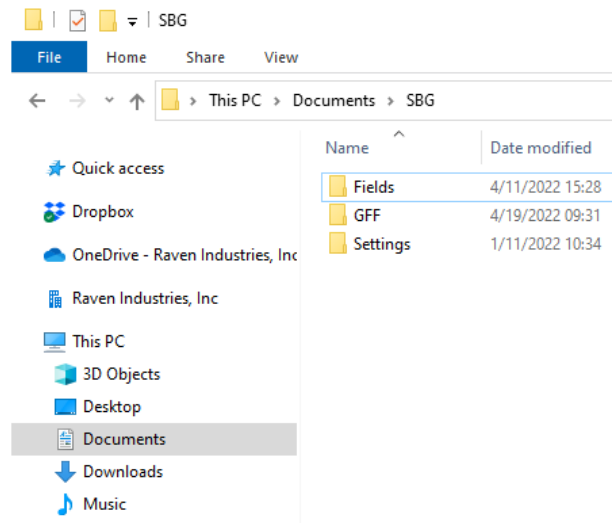 SBG
File Home Share View
This PC Documents SBG
Name Date modified
Quick access
Fields 4/11/2022 15:28
Dropbox
GFF 4/19/2022 09:31
Settings 1/11/2022 10:34
OneDrive - Raven Industries, Inc
Raven Industries, Inc
This PC
3D Objects
Desktop
Documents
Downloads
Music